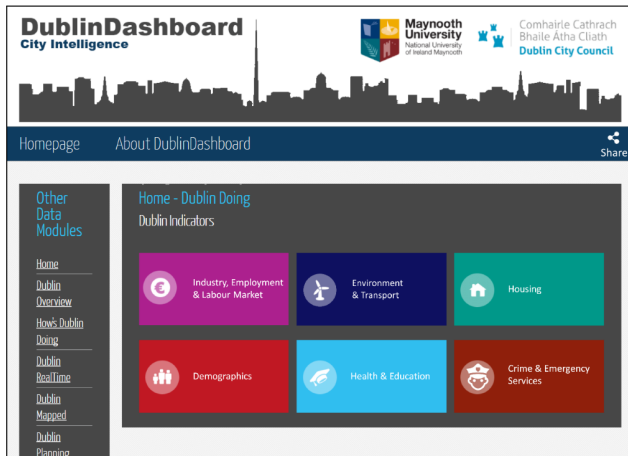 DublinDashboard
City Intelligence
Maynooth
University
National University
of Ireland Maynooth
Comhairle Cathrach
Bhaile Átha Cliath
Dublin City Council
Homepage
About DublinDashboard
Share
Other
Data
Modules
Home
Dublin
Overview
How's Dublin
Doing
Dublin
RealTime
Dublin
Mapped
Dublin
Planning
Home - Dublin Doing
Dublin Indicators
Industry, Employment
& Labour Market
Environment
& Transport
Housing
Demographics
Health & Education
Crime & Emergency
Services